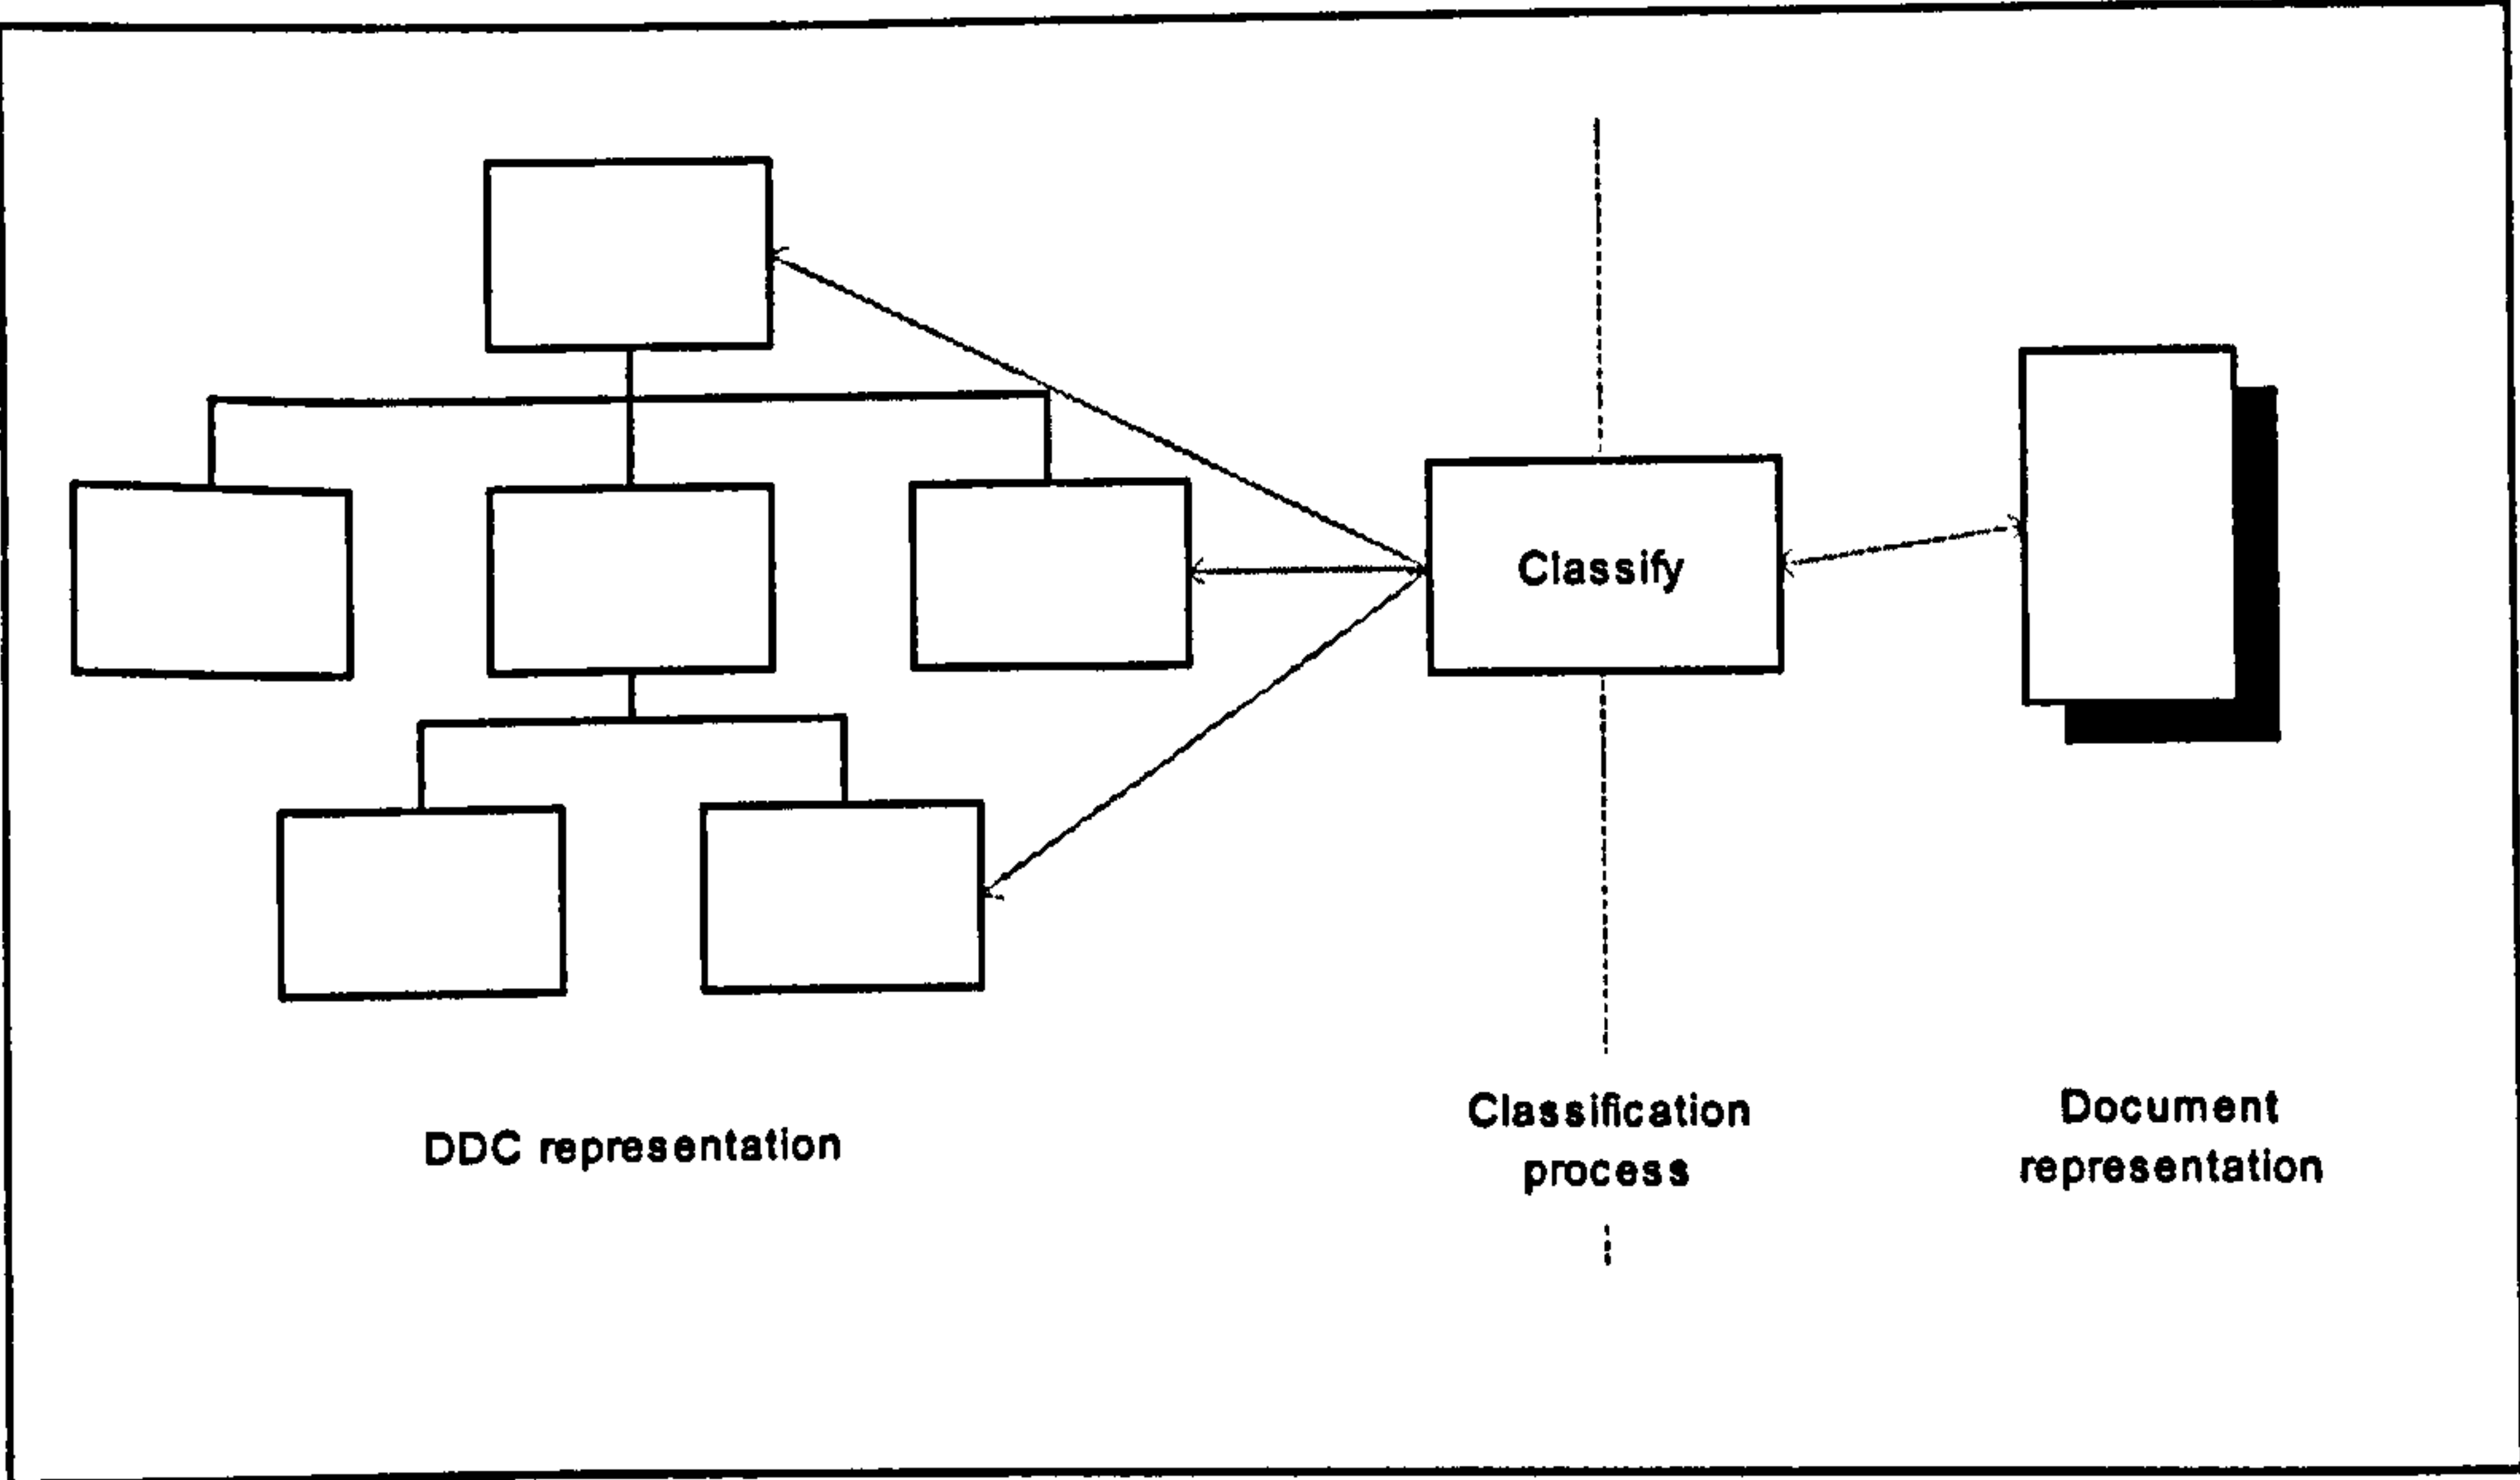 Classify
DDC representation
Classification
process
Document
representation